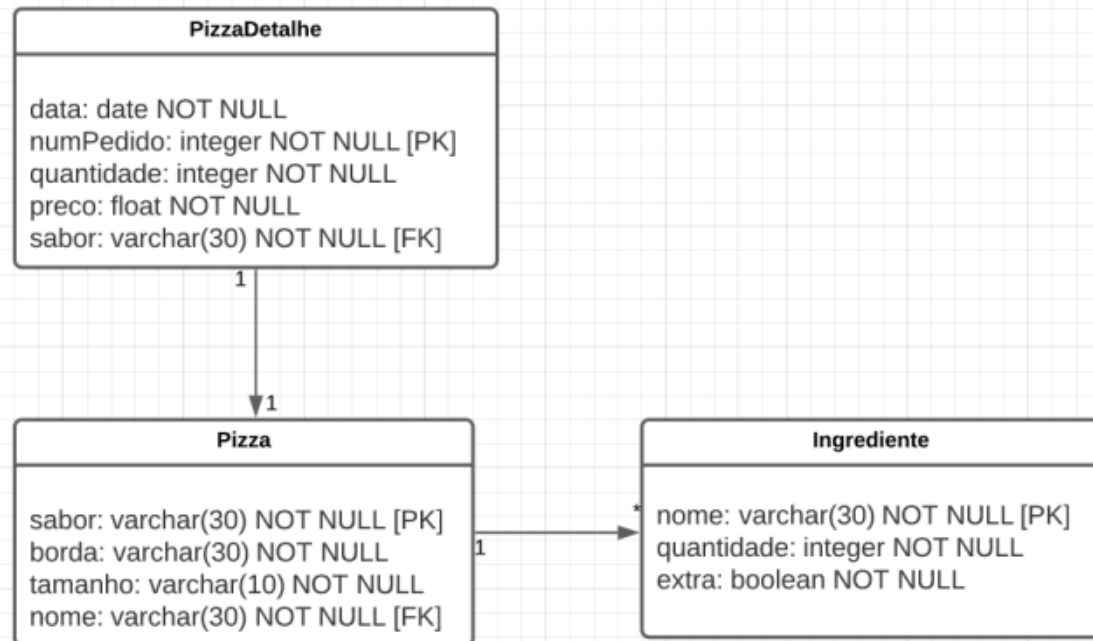 PizzaDetalhe
data: date NOT NULL
numPedido: integer NOT NULL [PK]
quantidade: integer NOT NULL
preco: float NOT NULL
sabor: varchar(30) NOT NULL [FK]
1
1
Pizza
sabor: varchar(30) NOT NULL [PK]
borda: varchar(30) NOT NULL
tamanho: varchar(10) NOT NULL
nome: varchar(30) NOT NULL [FK]
1
*
Ingrediente
nome: varchar(30) NOT NULL [PK]
quantidade: integer NOT NULL
extra: boolean NOT NULL